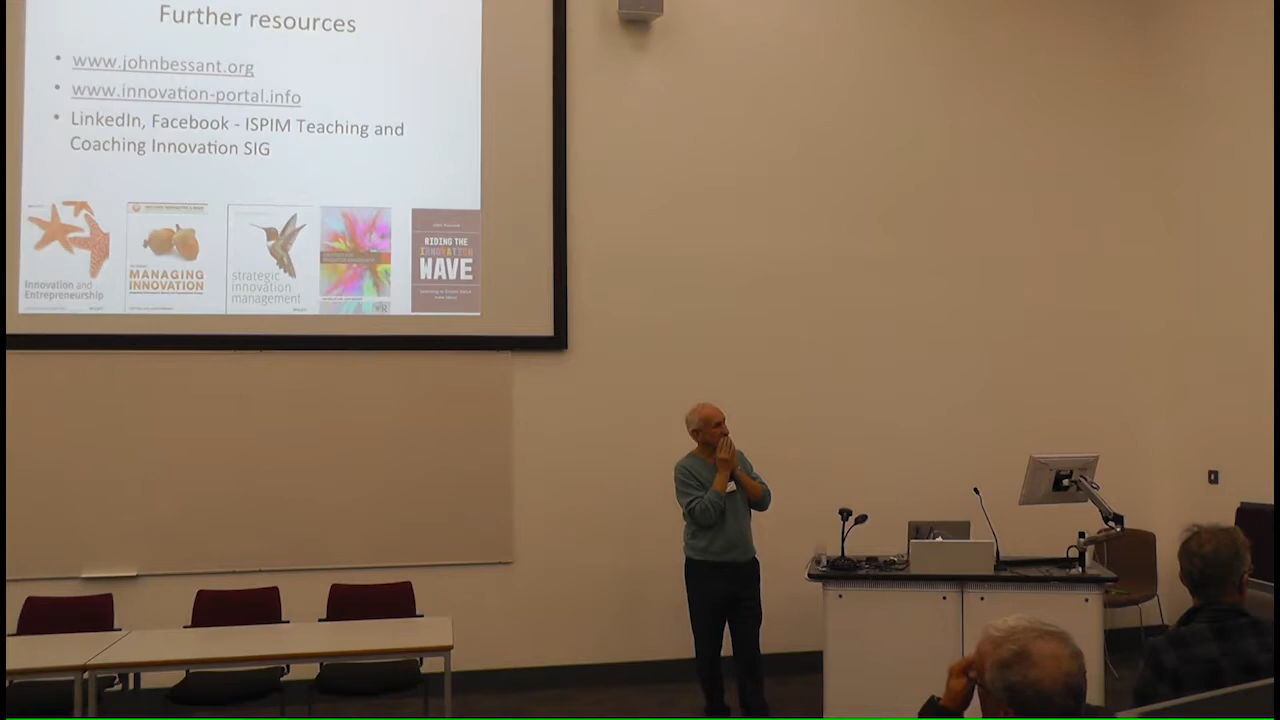 Further resources
• www.johnbessant.org
• www.innovation-portal.info
• LinkedIn, Facebook - ISPIM Teaching and
Coaching Innovation SIG
Innovation and
Entrepreneurship
MANAGING
INNOVATION
strategic
innovation
management
RIDING THE
INNOVATION
WAVE